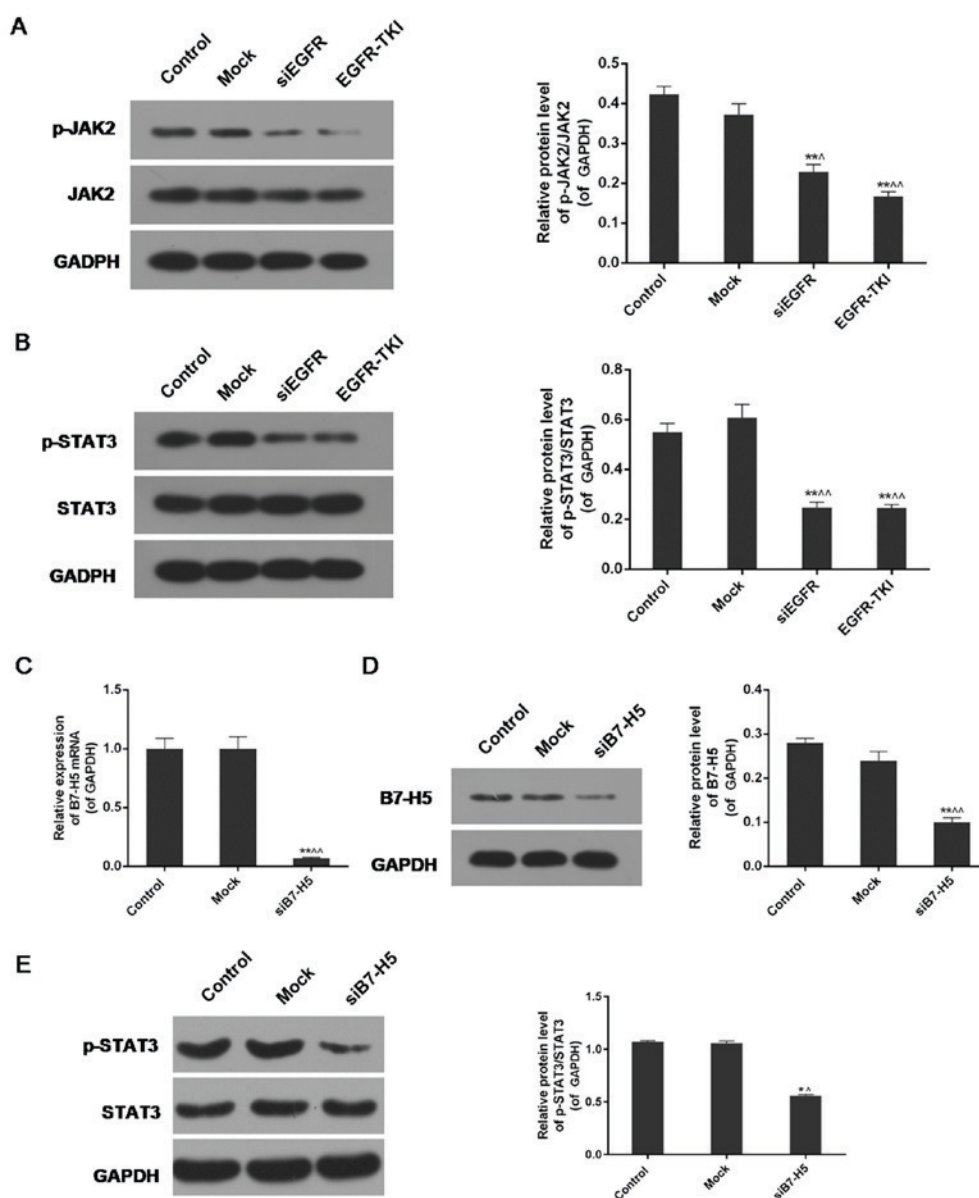 A
Control
Mock
siEGFR
EGFR-TKI
p-JAK2
JAK2
GADPH
Relative protein level
of p-JAK2/JAK2
(of GAPDH)
0.5
0.4
0.3
0.2
0.1
0.0
**^
**^^
Control
Mock
siEGFR
EGFR-TKI
B
Control
Mock
siEGFR
EGFR-TKI
p-STAT3
STAT3
GADPH
Relative protein level
of p-STAT3/STAT3
(of GAPDH)
0.8
0.6
0.4
0.2
0.0
**^^
**^^
Control
Mock
siEGFR
EGFR-TKI
C
Relative expression
of B7-H5 mRNA
(of GAPDH)
1.5
1.0
0.5
0.0
**^^
Control
Mock
siB7-H5
D
Control
Mock
siB7-H5
B7-H5
GAPDH
Relative protein level
of B7-H5
(of GAPDH)
0.4
0.3
0.2
0.1
0.0
**^^
Control
Mock
siB7-H5
E
Control
Mock
siB7-H5
p-STAT3
STAT3
GAPDH
Relative protein level
of p-STAT3/STAT3
(of GAPDH)
1.5
1.0
0.5
0.0
*^
Control
Mock
siB7-H5